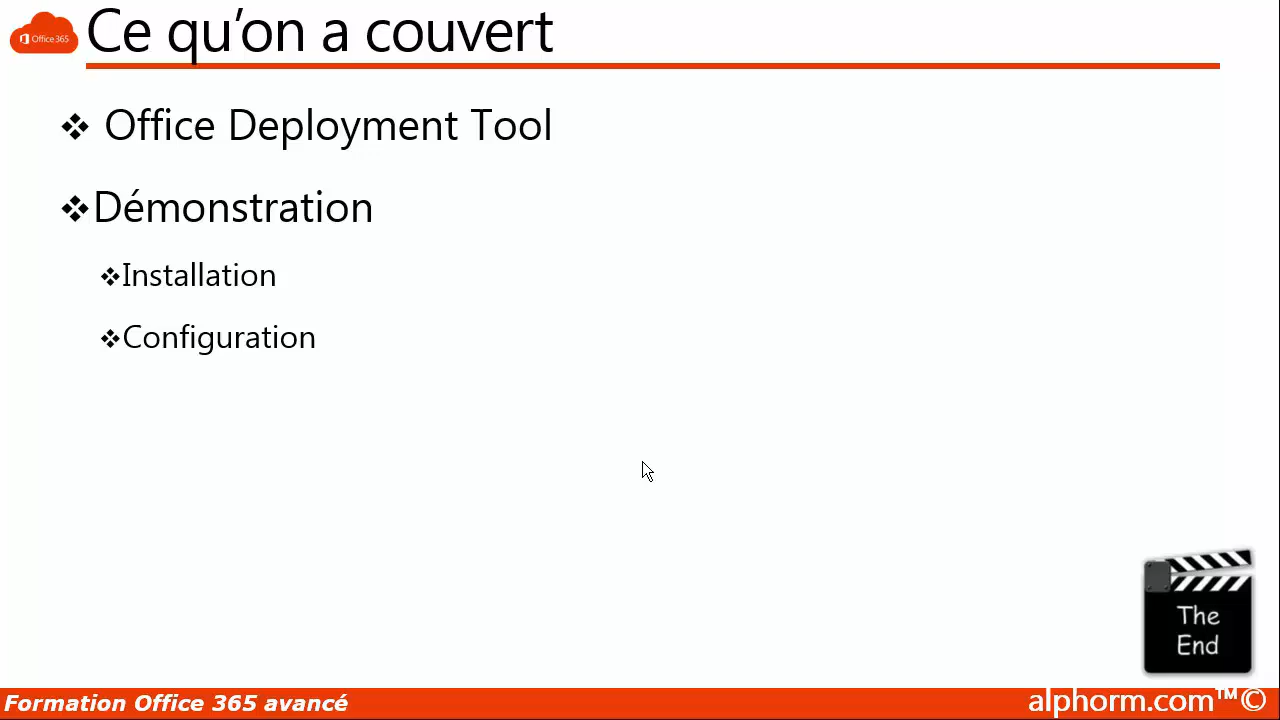 Office 365
Ce qu’on a couvert
❖ Office Deployment Tool
❖Démonstration
❖Installation
❖Configuration
The
End
Formation Office 365 avancé
alphorm.com™©